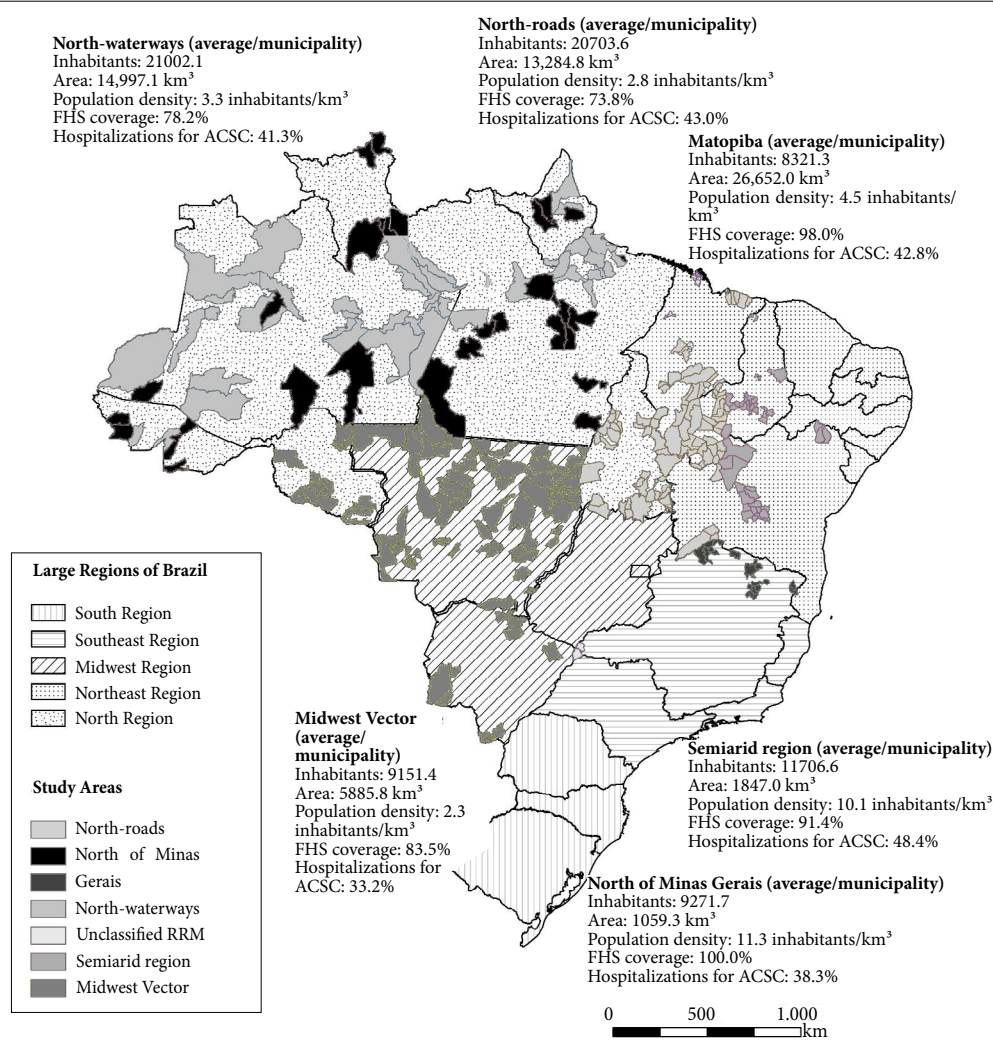 North-waterways (average/municipality)
Inhabitants: 21002.1
Area: 14,997.1 km³
Population density: 3.3 inhabitants/km³
FHS coverage: 78.2%
Hospitalizations for ACSC: 41.3%
North-roads (average/municipality)
Inhabitants: 20703.6
Area: 13,284.8 km³
Population density: 2.8 inhabitants/km³
FHS coverage: 73.8%
Hospitalizations for ACSC: 43.0%
Matopiba (average/municipality)
Inhabitants: 8321.3
Area: 26,652.0 km³
Population density: 4.5 inhabitants/
km³
FHS coverage: 98.0%
Hospitalizations for ACSC: 42.8%
Large Regions of Brazil
South Region
Southeast Region
Midwest Region
Northeast Region
North Region
Study Areas
North-roads
North of Minas
Gerais
North-waterways
Unclassified RRM
Semiarid region
Midwest Vector
Midwest Vector
(average/
municipality)
Inhabitants: 9151.4
Area: 5885.8 km³
Population density: 2.3
inhabitants/km³
FHS coverage: 83.5%
Hospitalizations for
ACSC: 33.2%
Semiarid region (average/municipality)
Inhabitants: 11706.6
Area: 1847.0 km³
Population density: 10.1 inhabitants/km³
FHS coverage: 91.4%
Hospitalizations for ACSC: 48.4%
North of Minas Gerais (average/municipality)
Inhabitants: 9271.7
Area: 1059.3 km³
Population density: 11.3 inhabitants/km³
FHS coverage: 100.0%
Hospitalizations for ACSC: 38.3%
0 500 1.000
km